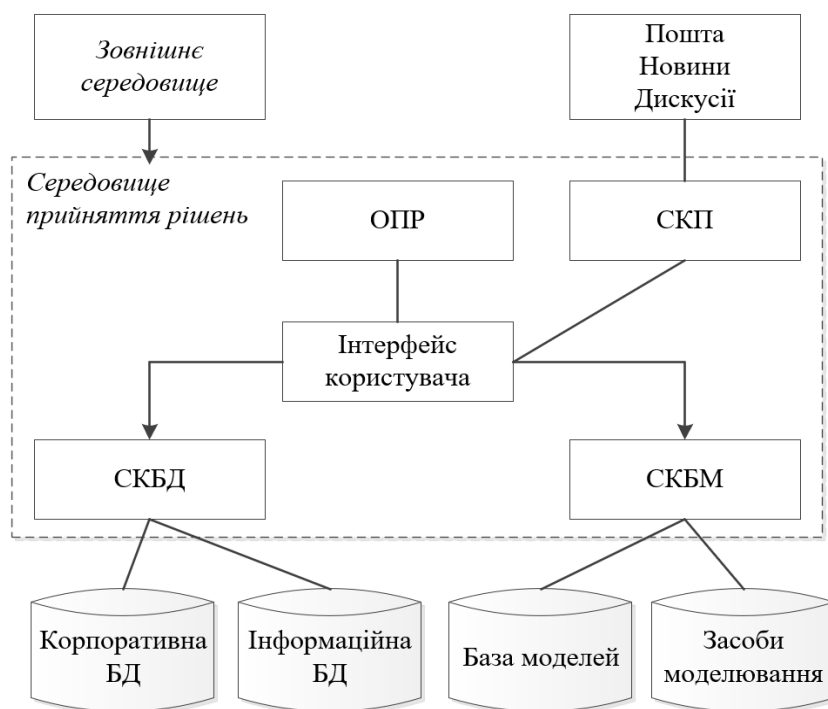 Зовнішнє
середовище
Пошта
Новини
Дискусії
Середовище
прийняття рішень
ОПР
СКП
Інтерфейс
користувача
СКБД
СКБМ
Корпоративна
БД
Інформаційна
БД
База моделей
Засоби
моделювання